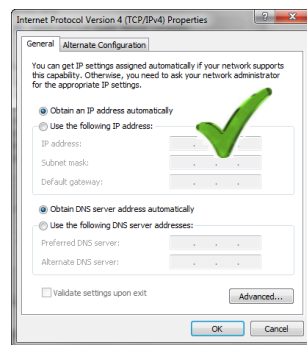 Internet Protocol Version 4 (TCP/IPv4) Properties
General Alternate Configuration
You can get IP settings assigned automatically if your network supports
this capability. Otherwise, you need to ask your network administrator
for the appropriate IP settings.
Obtain an IP address automatically
Use the following IP address:
IP address:
Subnet mask:
Default gateway:
Obtain DNS server address automatically
Use the following DNS server addresses:
Preferred DNS server:
Alternate DNS server:
Validate settings upon exit
Advanced...
OK Cancel